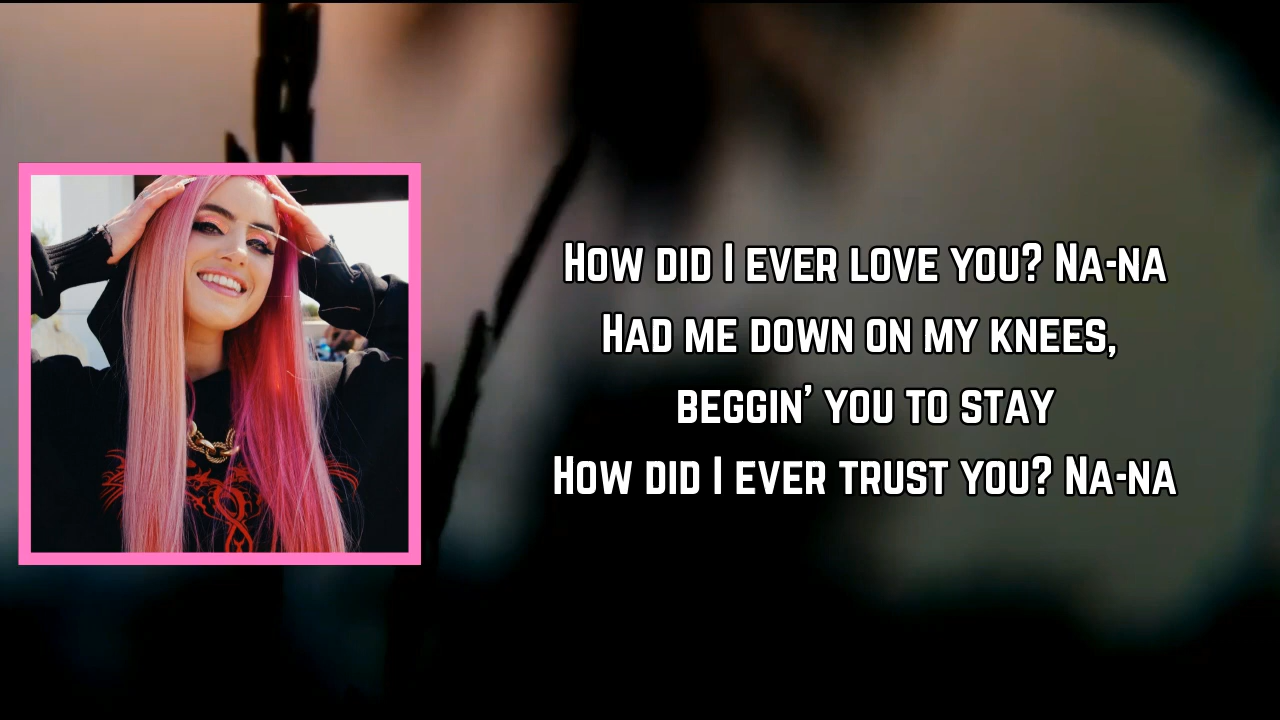 How did I ever love you? Na-na
Had me down on my knees,
beggin' you to stay
How did I ever trust you? Na-na